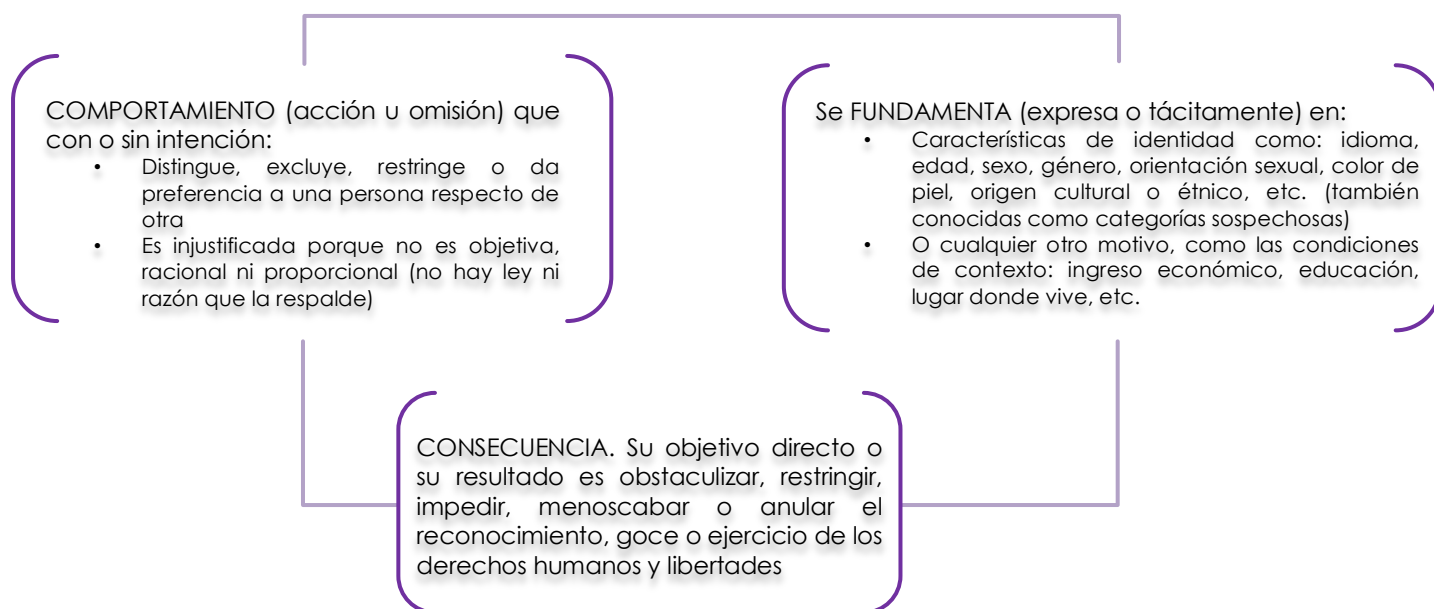 COMPORTAMIENTO (acción u omisión) que
con o sin intención:
• Distingue, excluye, restringe o da
preferencia a una persona respecto de
otra
• Es injustificada porque no es objetiva,
racional ni proporcional (no hay ley ni
razón que la respalde)
Se FUNDAMENTA (expresa o tácitamente) en:
• Características de identidad como: idioma,
edad, sexo, género, orientación sexual, color de
piel, origen cultural o étnico, etc. (también
conocidas como categorías sospechosas)
• O cualquier otro motivo, como las condiciones
de contexto: ingreso económico, educación,
lugar donde vive, etc.
CONSECUENCIA. Su objetivo directo o
su resultado es obstaculizar, restringir,
impedir, menoscabar o anular el
reconocimiento, goce o ejercicio de los
derechos humanos y libertades